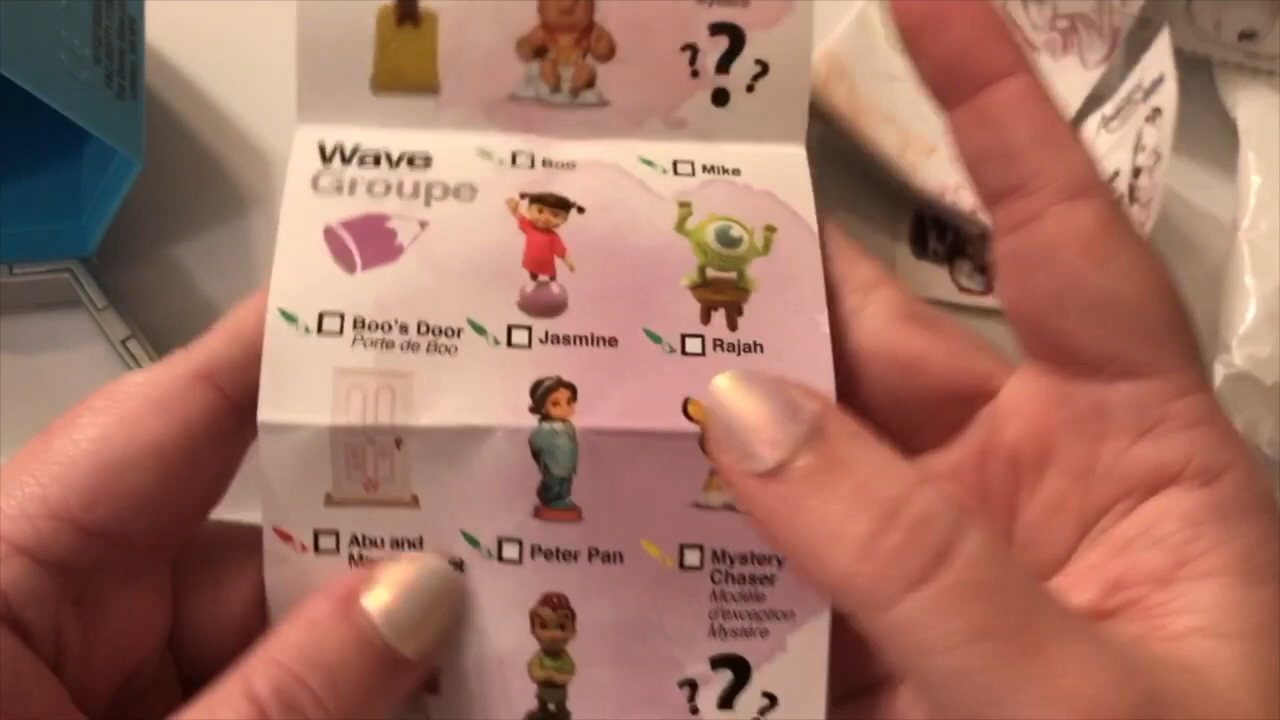 Wave
Groupe
Boo
Mike
Boo's Door
Porte de Boo
Jasmine
Rajah
Abu and
Peter Pan
Mystery
Chaser
Modèle
d'exception
Mystère
???
???